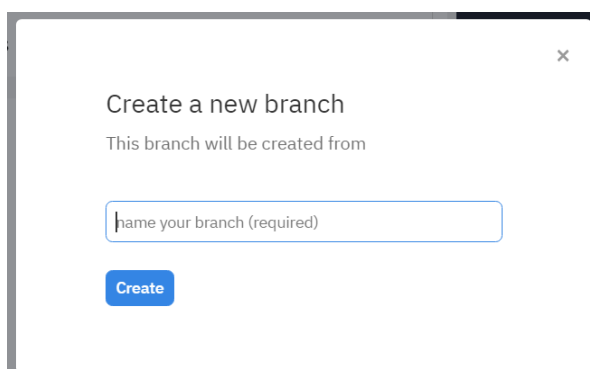 Create a new branch
This branch will be created from
name your branch (required)
Create